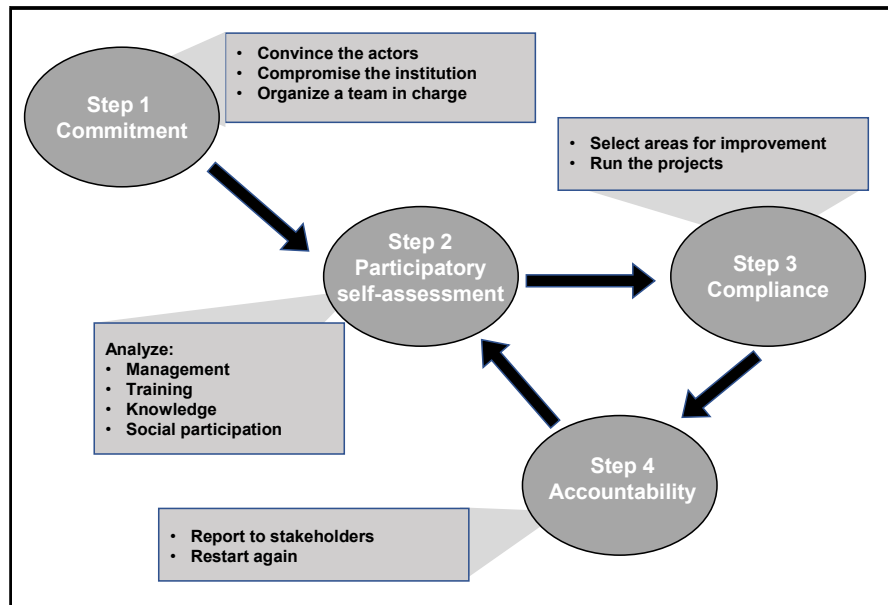 Step 1
Commitment
• Convince the actors
• Compromise the institution
• Organize a team in charge
Step 2
Participatory
self-assessment
Analyze:
• Management
• Training
• Knowledge
• Social participation
• Select areas for improvement
• Run the projects
Step 3
Compliance
Step 4
Accountability
• Report to stakeholders
• Restart again